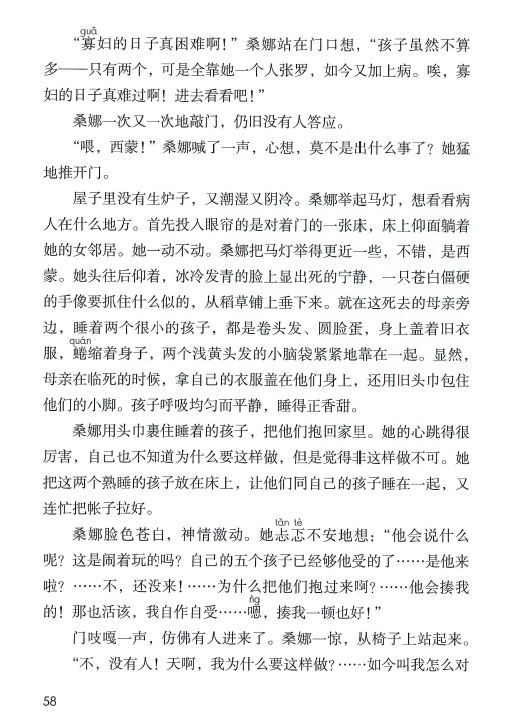 guǎ
“寡妇的日子真困难啊！”桑娜站在门口想，“孩子虽然不算
多——只有两个，可是全靠她一个人张罗，如今又加上病。唉，寡
妇的日子真难过啊！进去看看吧！”
桑娜一次又一次地敲门，仍旧没有人答应。
“喂，西蒙！”桑娜喊了一声，心想，莫不是出什么事了？她猛
地推开门。
屋子里没有生炉子，又潮湿又阴冷。桑娜举起马灯，想看看病
人在什么地方。首先投入眼帘的是对着门的一张床，床上仰面躺着
她的女邻居。她一动不动。桑娜把马灯举得更近一些，不错，是西
蒙。她头往后仰着，冰冷发青的脸上显出死的宁静，一只苍白僵硬
的手像要抓住什么似的，从稻草铺上垂下来。就在这死去的母亲旁
边，睡着两个很小的孩子，都是卷头发、圆脸蛋，身上盖着旧衣
quán
服，蜷缩着身子，两个浅黄头发的小脑袋紧紧地靠在一起。显然，
母亲在临死的时候，拿自己的衣服盖在他们身上，还用旧头巾包住
他们的小脚。孩子呼吸均匀而平静，睡得正香甜。
桑娜用头巾裹住睡着的孩子，把他们抱回家里。她的心跳得很
厉害，自己也不知道为什么要这样做，但是觉得非这样做不可。她
把这两个熟睡的孩子放在床上，让他们同自己的孩子睡在一起，又
连忙把帐子拉好。
tǎn tè
桑娜脸色苍白，神情激动。她忐忑不安地想：“他会说什么
呢？这是闹着玩的吗？自己的五个孩子已经够他受的了……是他来
啦？……不，还没来！……为什么把他们抱过来啊？……他会揍我
ńg
的！那也活该，我自作自受……嗯，揍我一顿也好！”
门吱嘎一声，仿佛有人进来了。桑娜一惊，从椅子上站起来。
“不，没有人！天啊，我为什么要这样做？……如今叫我怎么对
58